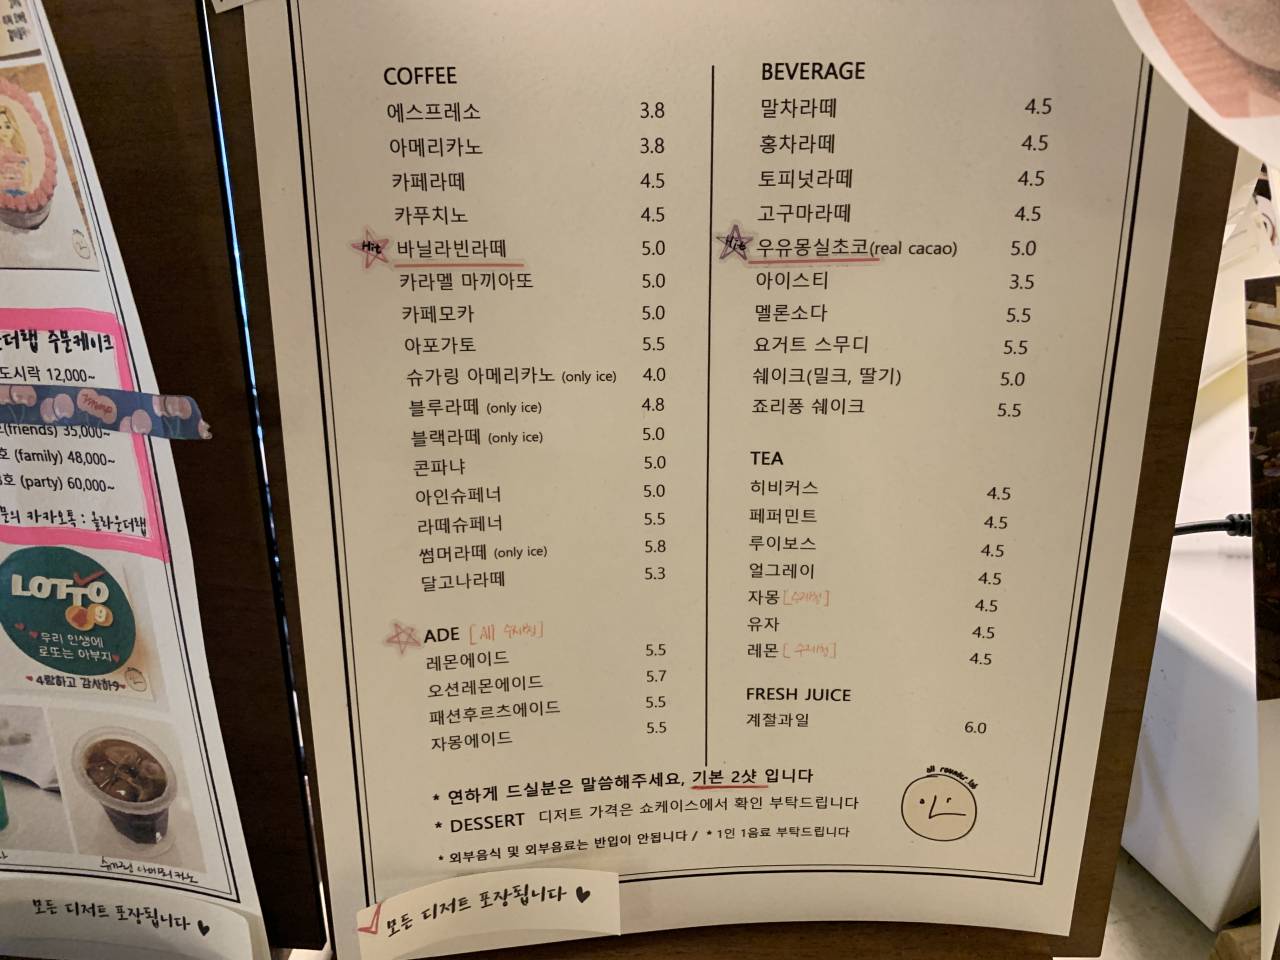 주문케이크
도시락 12,000~
(friends) 35,000~
호 (family) 48,000~
호 (party) 60,000~
문의 카카오톡 : 올라운더랩
LOTTO
우리 인생에
로또는 아부지
4랑하고 감사하9
슈가링 아메리카노
모든 디저트 포장됩니다 ♥
COFFEE
에스프레소 3.8
아메리카노 3.8
카페라떼 4.5
카푸치노 4.5
Hit 바닐라빈라떼 5.0
카라멜 마끼아또 5.0
카페모카 5.0
아포가토 5.5
슈가링 아메리카노 (only ice) 4.0
블루라떼 (only ice) 4.8
블랙라떼 (only ice) 5.0
콘파냐 5.0
아인슈페너 5.0
라떼슈페너 5.5
썸머라떼 (only ice) 5.8
달고나라떼 5.3
ADE [All 수제청]
레몬에이드 5.5
오션레몬에이드 5.7
패션후르츠에이드 5.5
자몽에이드 5.5
BEVERAGE
말차라떼 4.5
홍차라떼 4.5
토피넛라떼 4.5
고구마라떼 4.5
Hit 우유몽실초코(real cacao) 5.0
아이스티 3.5
멜론소다 5.5
요거트 스무디 5.5
쉐이크(밀크, 딸기) 5.0
죠리퐁 쉐이크 5.5
TEA
히비커스 4.5
페퍼민트 4.5
루이보스 4.5
얼그레이 4.5
자몽 [수제청] 4.5
유자 4.5
레몬 [수제청] 4.5
FRESH JUICE
계절과일 6.0
* 연하게 드실분은 말씀해주세요, 기본 2샷 입니다
* DESSERT 디저트 가격은 쇼케이스에서 확인 부탁드립니다
* 외부음식 및 외부음료는 반입이 안됩니다 / * 1인 1음료 부탁드립니다
all rounder lab
모든 디저트 포장됩니다 ♥